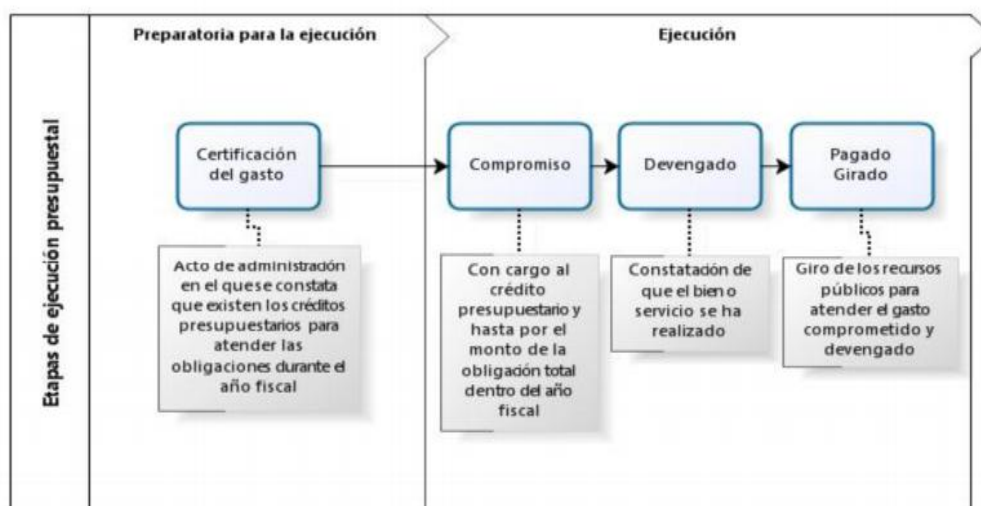 Preparatoria para la ejecución
Ejecución
Etapas de ejecución presupuestal
Certificación
del gasto
Compromiso
Devengado
Pagado
Girado
Acto de administración
en el quese constata
que existen los créditos
presupuestarios para
atender las
obligaciones durante el
año fiscal
Con cargo al
crédito
presupuestario y
hasta por el
monto de la
obligación total
dentro del año
fiscal
Constatación de
que el bien o
servicio se ha
realizado
Giro de los recursos
públicos para
atender el gasto
comprometido y
devengado